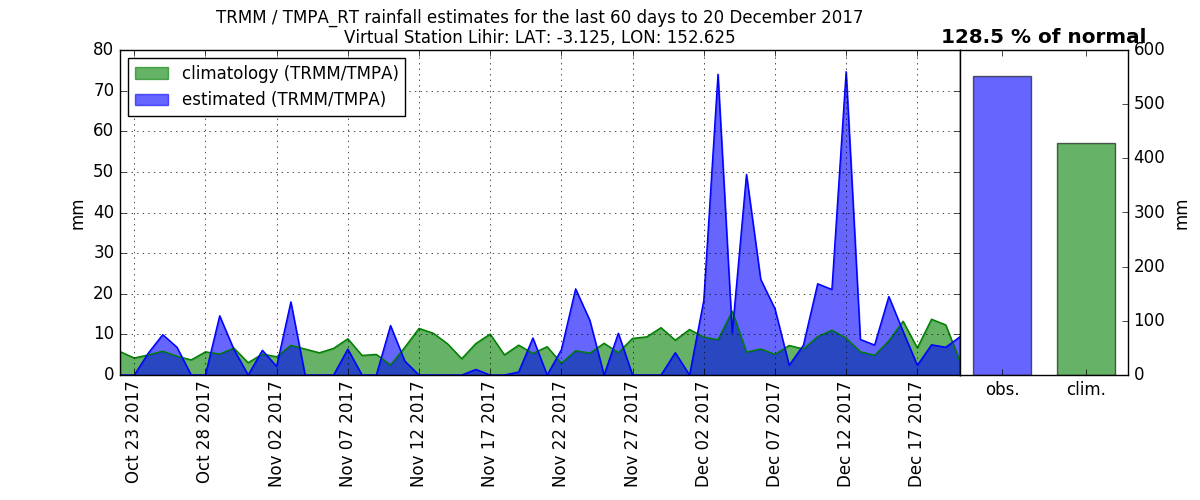 TRMM / TMPA_RT rainfall estimates for the last 60 days to 20 December 2017
Virtual Station Lihir: LAT: -3.125, LON: 152.625
128.5 % of normal
climatology (TRMM/TMPA)
estimated (TRMM/TMPA)
mm
80
70
60
50
40
30
20
10
0
Oct 23 2017
Oct 28 2017
Nov 02 2017
Nov 07 2017
Nov 12 2017
Nov 17 2017
Nov 22 2017
Nov 27 2017
Dec 02 2017
Dec 07 2017
Dec 12 2017
Dec 17 2017
obs.
clim.
600
500
400
300
200
100
0
mm